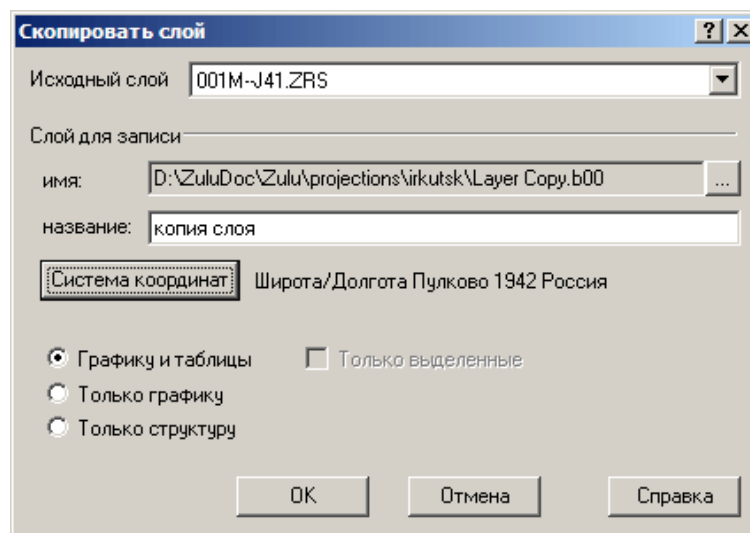 Скопировать слой
Исходный слой 001M--J41.ZRS
Слой для записи
имя: D:\ZuluDoc\Zulu\projections\irkutsk\Layer Copy.b00 ...
название: копия слоя
Система координат Широта/Долгота Пулково 1942 Россия
Графику и таблицы Только выделенные
Только графику
Только структуру
OK Отмена Справка